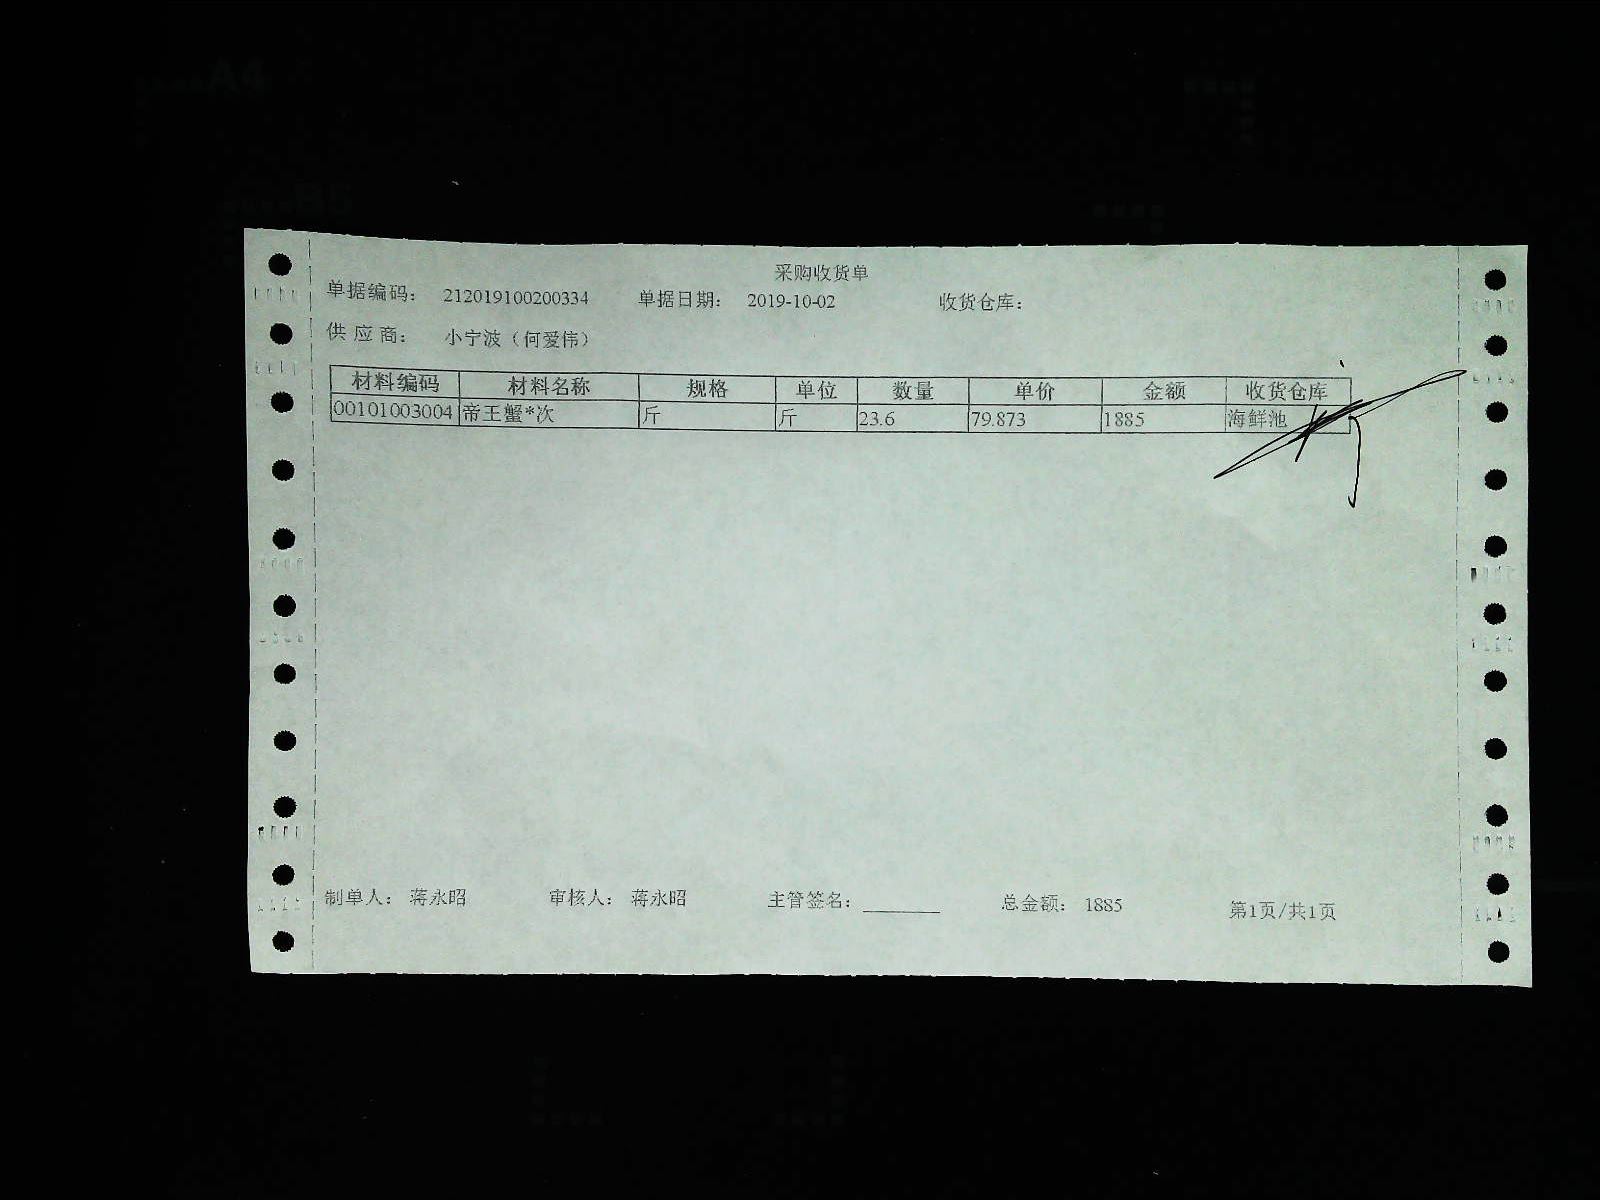 采购收货单
单据编码： 212019100200334 单据日期： 2019-10-02 收货仓库：
供 应 商： 小宁波（何爱伟）
材料编码 材料名称 规格 单位 数量 单价 金额 收货仓库
00101003004 帝王蟹*次 斤 斤 23.6 79.873 1885 海鲜池
制单人： 蒋永昭 审核人： 蒋永昭 主管签名： 总金额： 1885 第1页/共1页